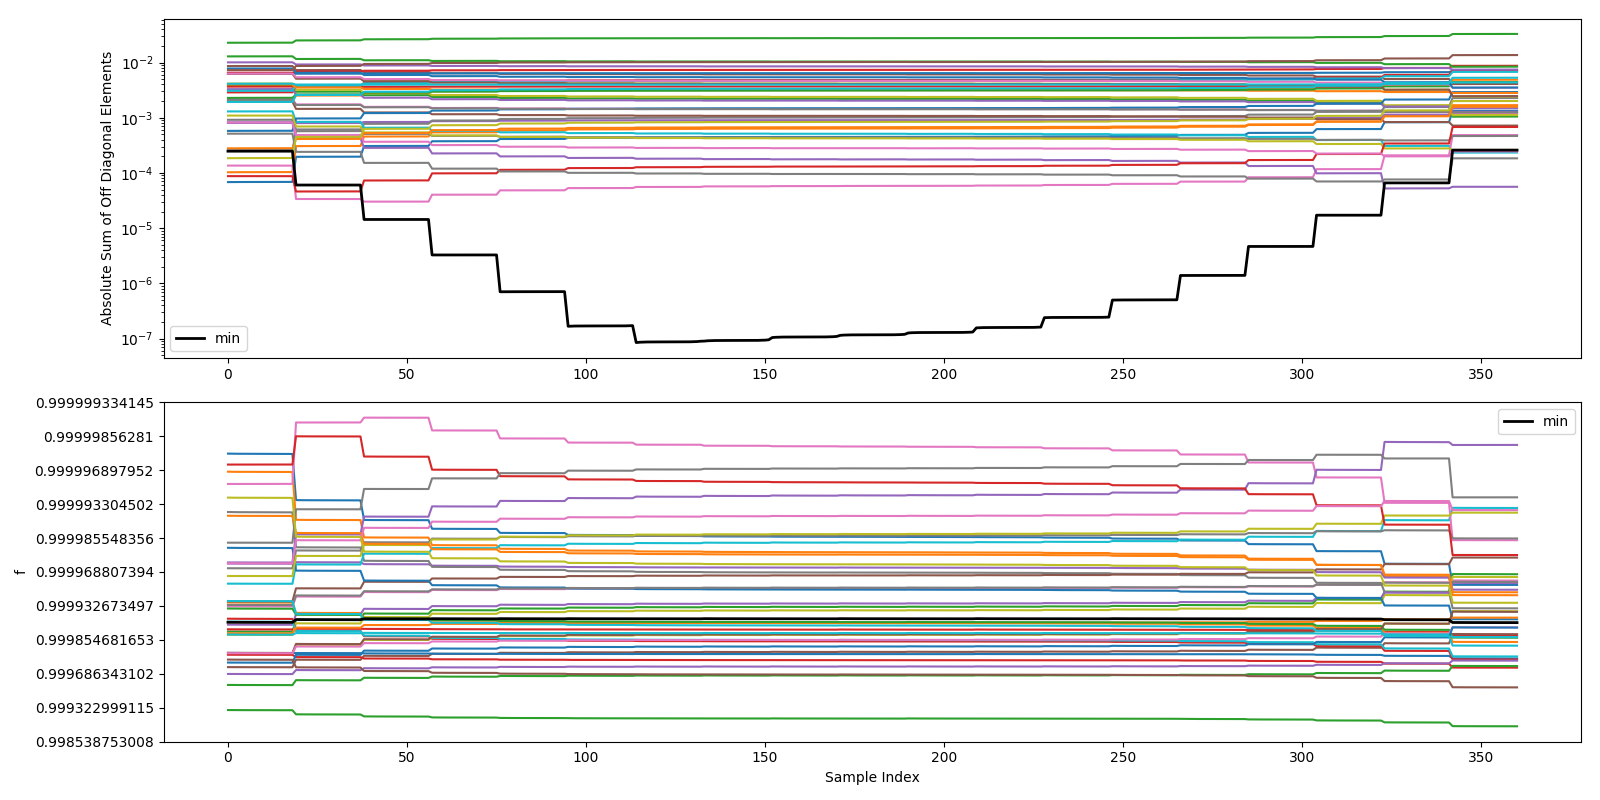 Absolute Sum of Off Diagonal Elements
10^-2
10^-3
10^-4
10^-5
10^-6
10^-7
min
0 50 100 150 200 250 300 350
f
0.999999334145
0.99999856281
0.999996897952
0.999993304502
0.999985548356
0.999968807394
0.999932673497
0.999854681653
0.999686343102
0.999322999115
0.998538753008
min
0 50 100 150 200 250 300 350
Sample Index